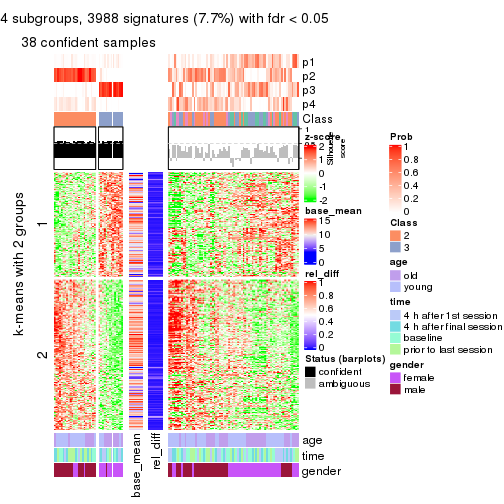 4 subgroups, 3988 signatures (7.7%) with fdr < 0.05
38 confident samples
p1
p2
p3
p4
Class
1
0.5
Silhouette
score
k-means with 2 groups
1
2
z-score
2
1
0
-1
-2
base_mean
15
10
5
0
rel_diff
1
0.8
0.6
0.4
0.2
0
Status (barplots)
confident
ambiguous
Prob
1
0.8
0.6
0.4
0.2
0
Class
2
3
age
old
young
time
4 h after 1st session
4 h after final session
baseline
prior to last session
gender
female
male
base_mean
rel_diff
age
time
gender